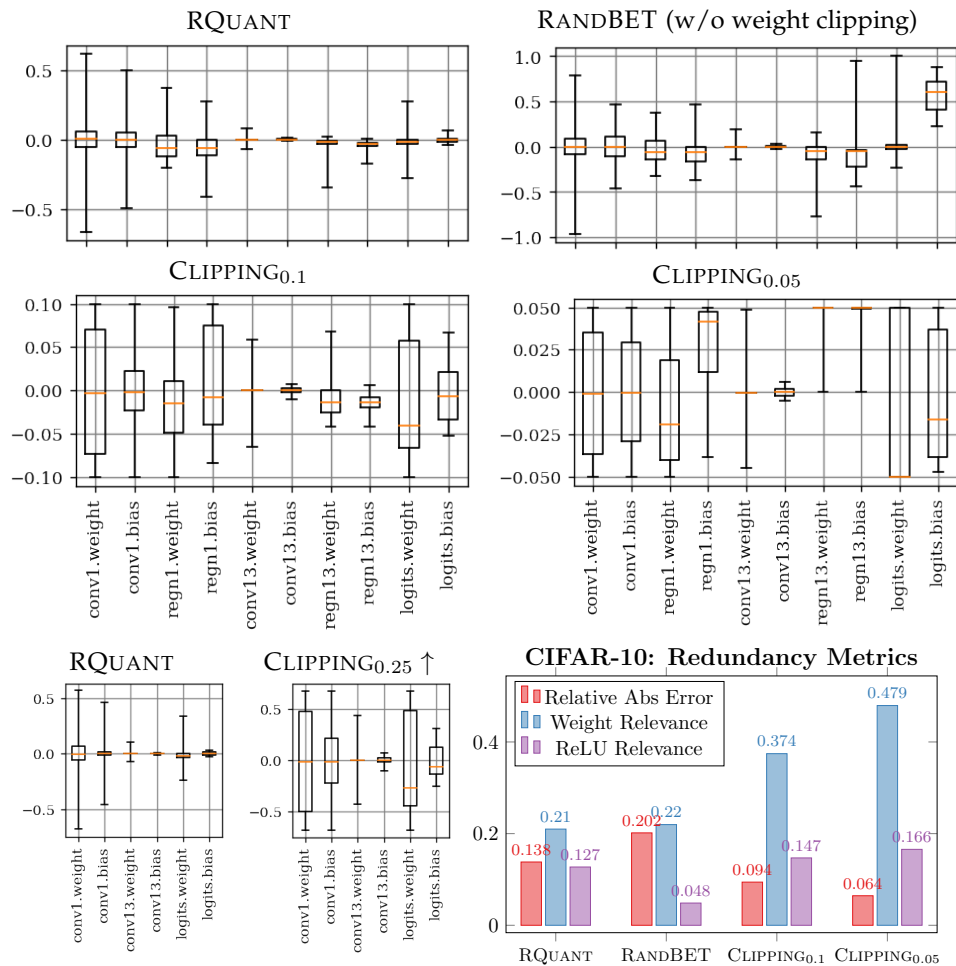 RQUANT
0.5
0.0
−0.5
RANDBET (w/o weight clipping)
1.0
0.5
0.0
−0.5
−1.0
CLIPPING0.1
0.10
0.05
0.00
−0.05
−0.10
conv1.weight
conv1.bias
regn1.weight
regn1.bias
conv13.weight
conv13.bias
regn13.weight
regn13.bias
logits.weight
logits.bias
CLIPPING0.05
0.050
0.025
0.000
−0.025
−0.050
conv1.weight
conv1.bias
regn1.weight
regn1.bias
conv13.weight
conv13.bias
regn13.weight
regn13.bias
logits.weight
logits.bias
RQUANT
0.5
0.0
−0.5
conv1.weight
conv1.bias
conv13.weight
conv13.bias
logits.weight
logits.bias
CLIPPING0.25 ↑
0.5
0.0
−0.5
conv1.weight
conv1.bias
conv13.weight
conv13.bias
logits.weight
logits.bias
CIFAR-10: Redundancy Metrics
Relative Abs Error
Weight Relevance
ReLU Relevance
0.4
0.2
0
0.138
0.21
0.127
0.202
0.22
0.048
0.094
0.374
0.147
0.064
0.479
0.166
RQUANT
RANDBET
CLIPPING0.1
CLIPPING0.05